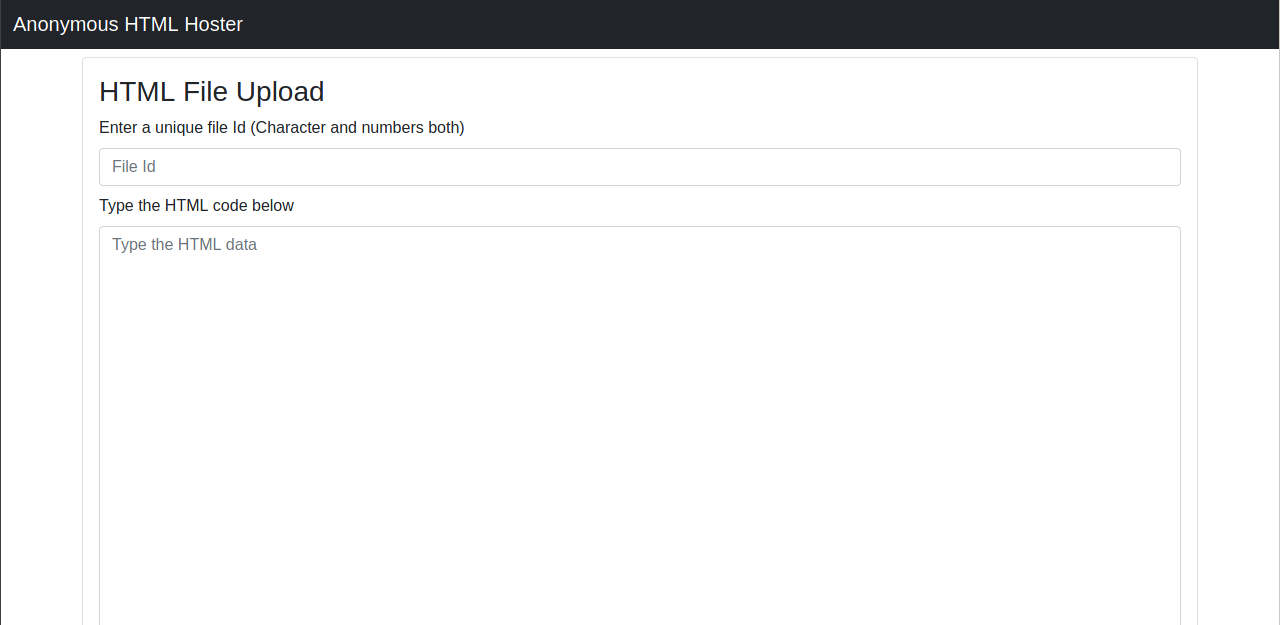 Anonymous HTML Hoster
HTML File Upload
Enter a unique file Id (Character and numbers both)
File Id
Type the HTML code below
Type the HTML data